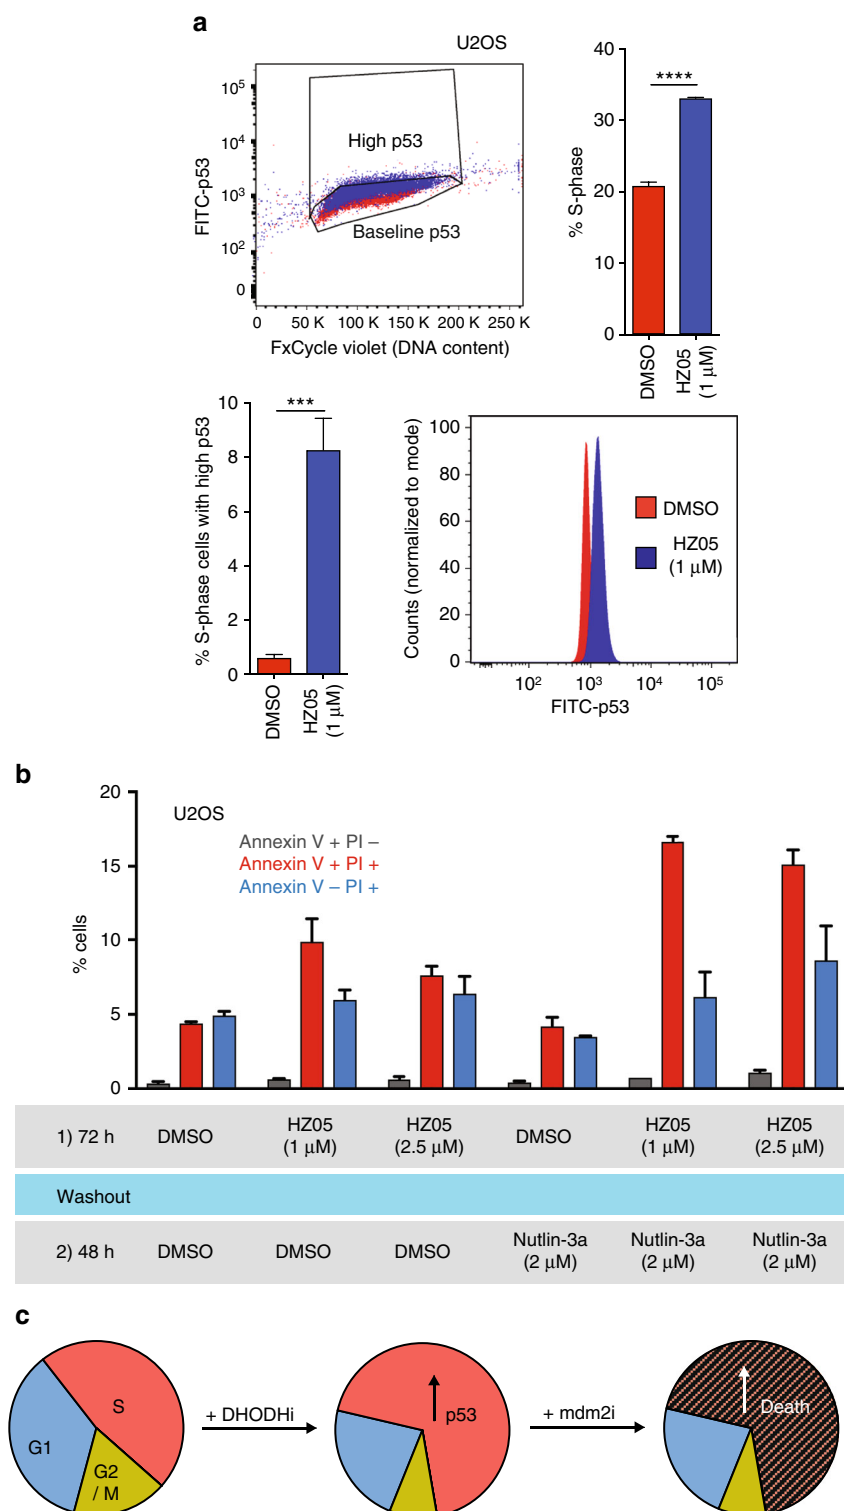 a
U2OS
10⁵
10⁴
10³
10²
0
FITC-p53
High p53
Baseline p53
0 50 K 100 K 150 K 200 K 250 K
FxCycle violet (DNA content)
40
30
20
10
0
% S-phase
****
DMSO
HZ05
(1 μM)
10
8
6
4
2
0
% S-phase cells with high p53
***
DMSO
HZ05
(1 μM)
100
80
60
40
20
0
Counts (normalized to mode)
DMSO
HZ05
(1 μM)
10² 10³ 10⁴ 10⁵
FITC-p53
b
20
15
10
5
0
% cells
U2OS
Annexin V + PI –
Annexin V + PI +
Annexin V – PI +
1) 72 h DMSO HZ05 (1 μM) HZ05 (2.5 μM) DMSO HZ05 (1 μM) HZ05 (2.5 μM)
Washout
2) 48 h DMSO DMSO DMSO Nutlin-3a (2 μM) Nutlin-3a (2 μM) Nutlin-3a (2 μM)
c
S
G1
G2
/ M
+ DHODHi
p53
+ mdm2i
Death